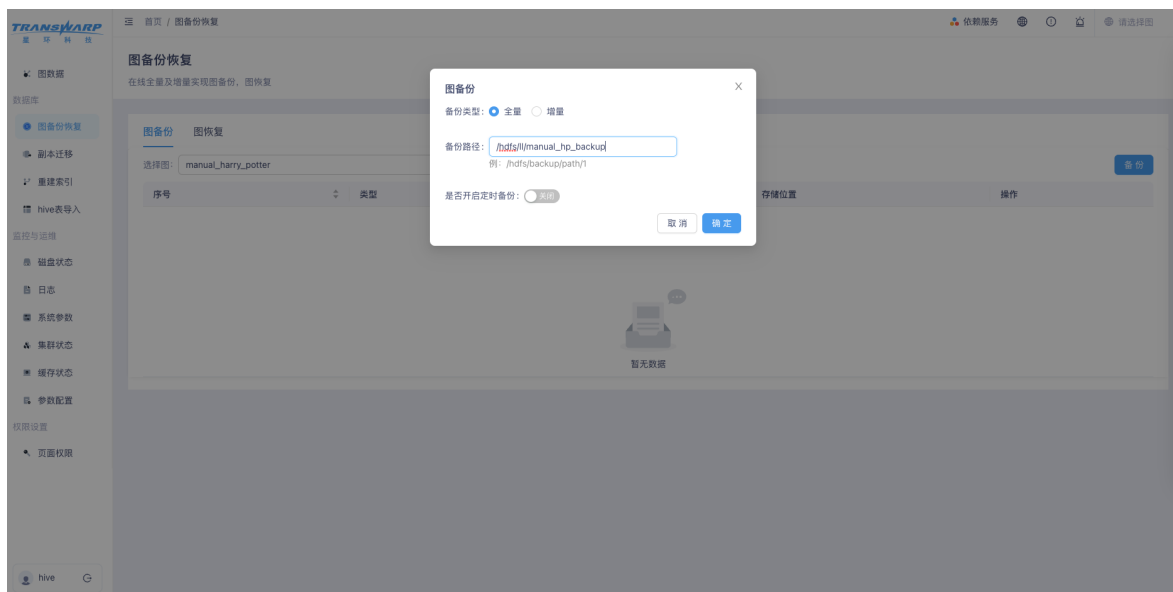 TRANSWARP
星环科技
首页 / 图备份恢复
依赖服务
请选择图
图数据
数据库
图备份恢复
副本迁移
重建索引
hive表导入
监控与运维
磁盘状态
日志
系统参数
集群状态
缓存状态
参数配置
权限设置
页面权限
hive
图备份恢复
在线全量及增量实现图备份、图恢复
图备份 图恢复
选择图: manual_harry_potter
备份
序号 类型 存储位置 操作
暂无数据
图备份
X
备份类型: 全量 增量
备份路径: /hdfs/ll/manual_hp_backup
例: /hdfs/backup/path/1
是否开启定时备份: 关闭
取消 确定